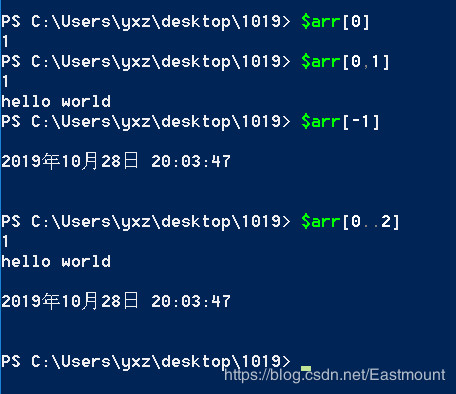 PS C:\Users\yxz\desktop\1019> $arr[0]
1
PS C:\Users\yxz\desktop\1019> $arr[0,1]
1
hello world
PS C:\Users\yxz\desktop\1019> $arr[-1]
2019年10月28日 20:03:47
PS C:\Users\yxz\desktop\1019> $arr[0..2]
1
hello world
2019年10月28日 20:03:47
PS C:\Users\yxz\desktop\1019>
https://blog.csdn.net/Eastmount